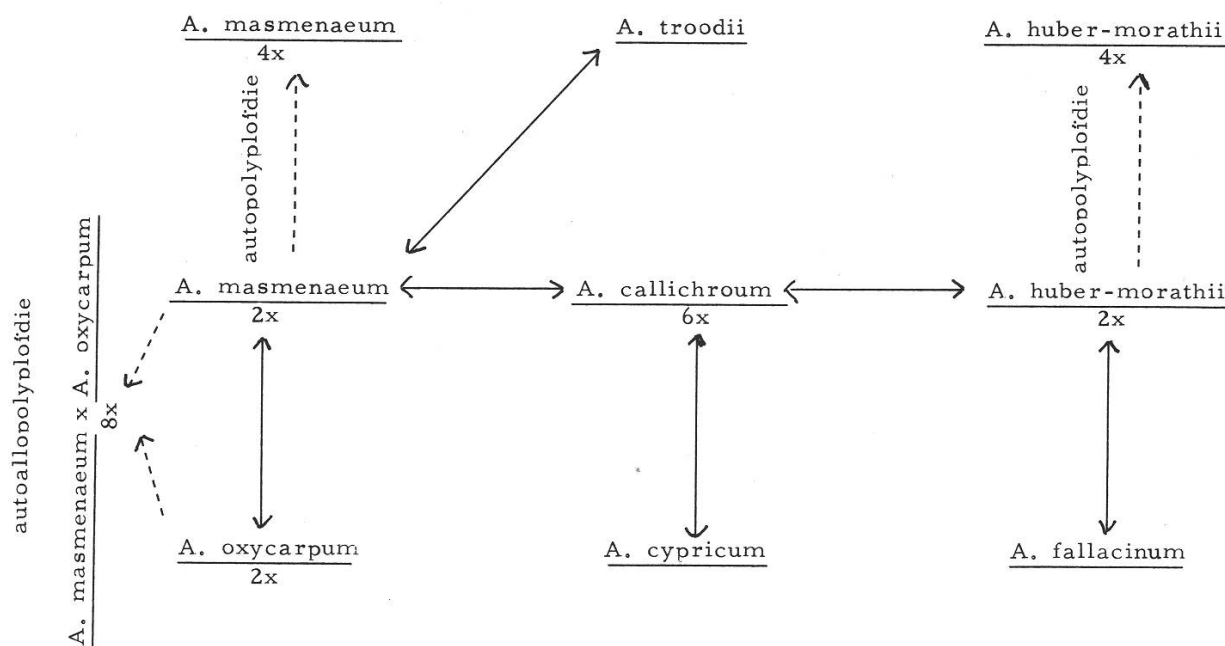 A. masmenaeum
4x
A. troodii
A. huber-morathii
4x
autopolyploïdie
autopolyploïdie
A. masmenaeum
2x
A. callichroum
6x
A. huber-morathii
2x
autoallopolyploïdie
A. masmenaeum x A. oxycarpum
8x
A. oxycarpum
2x
A. cypricum
A. fallacinum